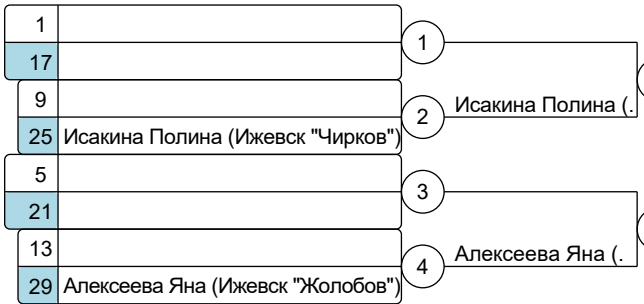 1
17
1
9
25 Исакина Полина (Ижевск "Чирков")
2
Исакина Полина (.
5
21
3
13
29 Алексеева Яна (Ижевск "Жолобов")
4
Алексеева Яна (.